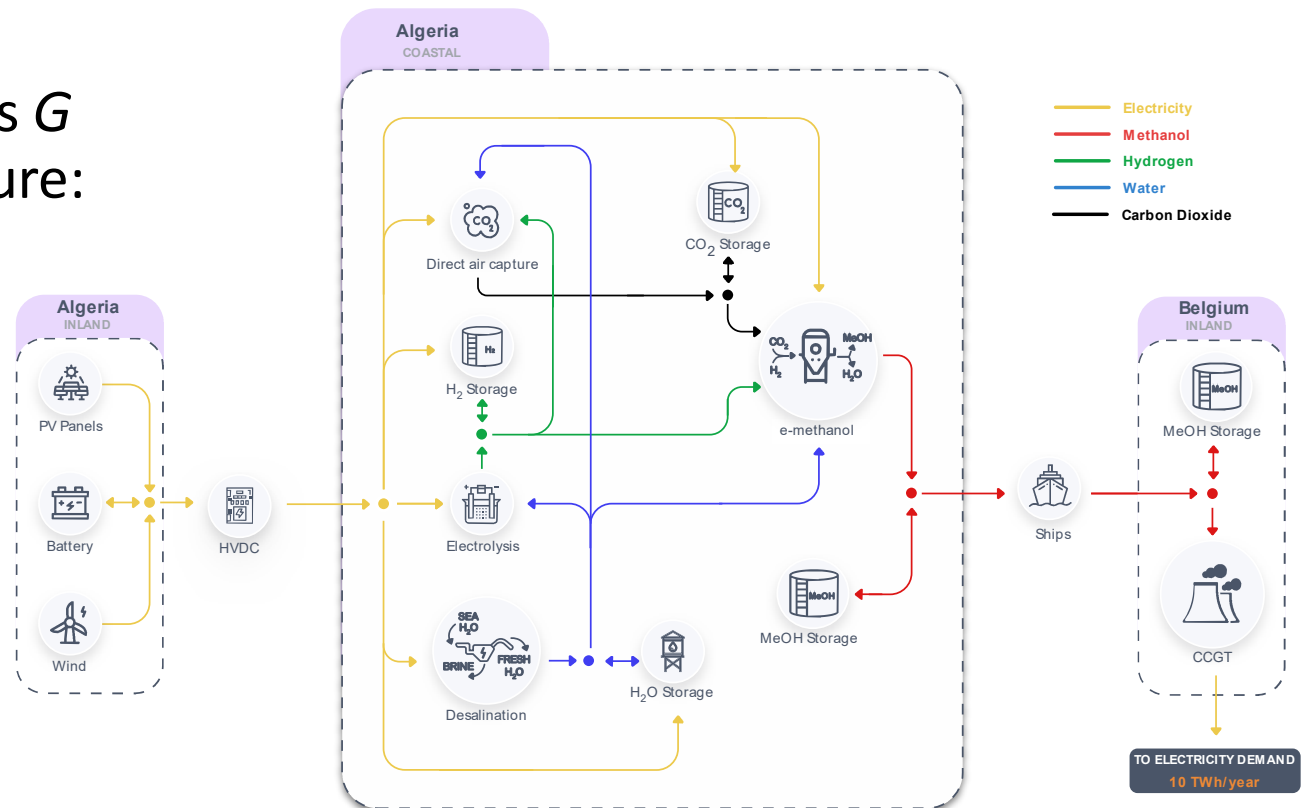 s G
ure:
Algeria
COASTAL
Electricity
Methanol
Hydrogen
Water
Carbon Dioxide
Algeria
INLAND
PV Panels
Battery
Wind
HVDC
CO2
Direct air capture
H2
H2 Storage
Electrolysis
SEA
H2O
BRINE
FRESH
H2O
Desalination
H2O Storage
CO2
CO2 Storage
CO2
H2
MeOH
H2O
e-methanol
MeOH
MeOH Storage
Ships
Belgium
INLAND
MeOH
MeOH Storage
CCGT
TO ELECTRICITY DEMAND
10 TWh/year